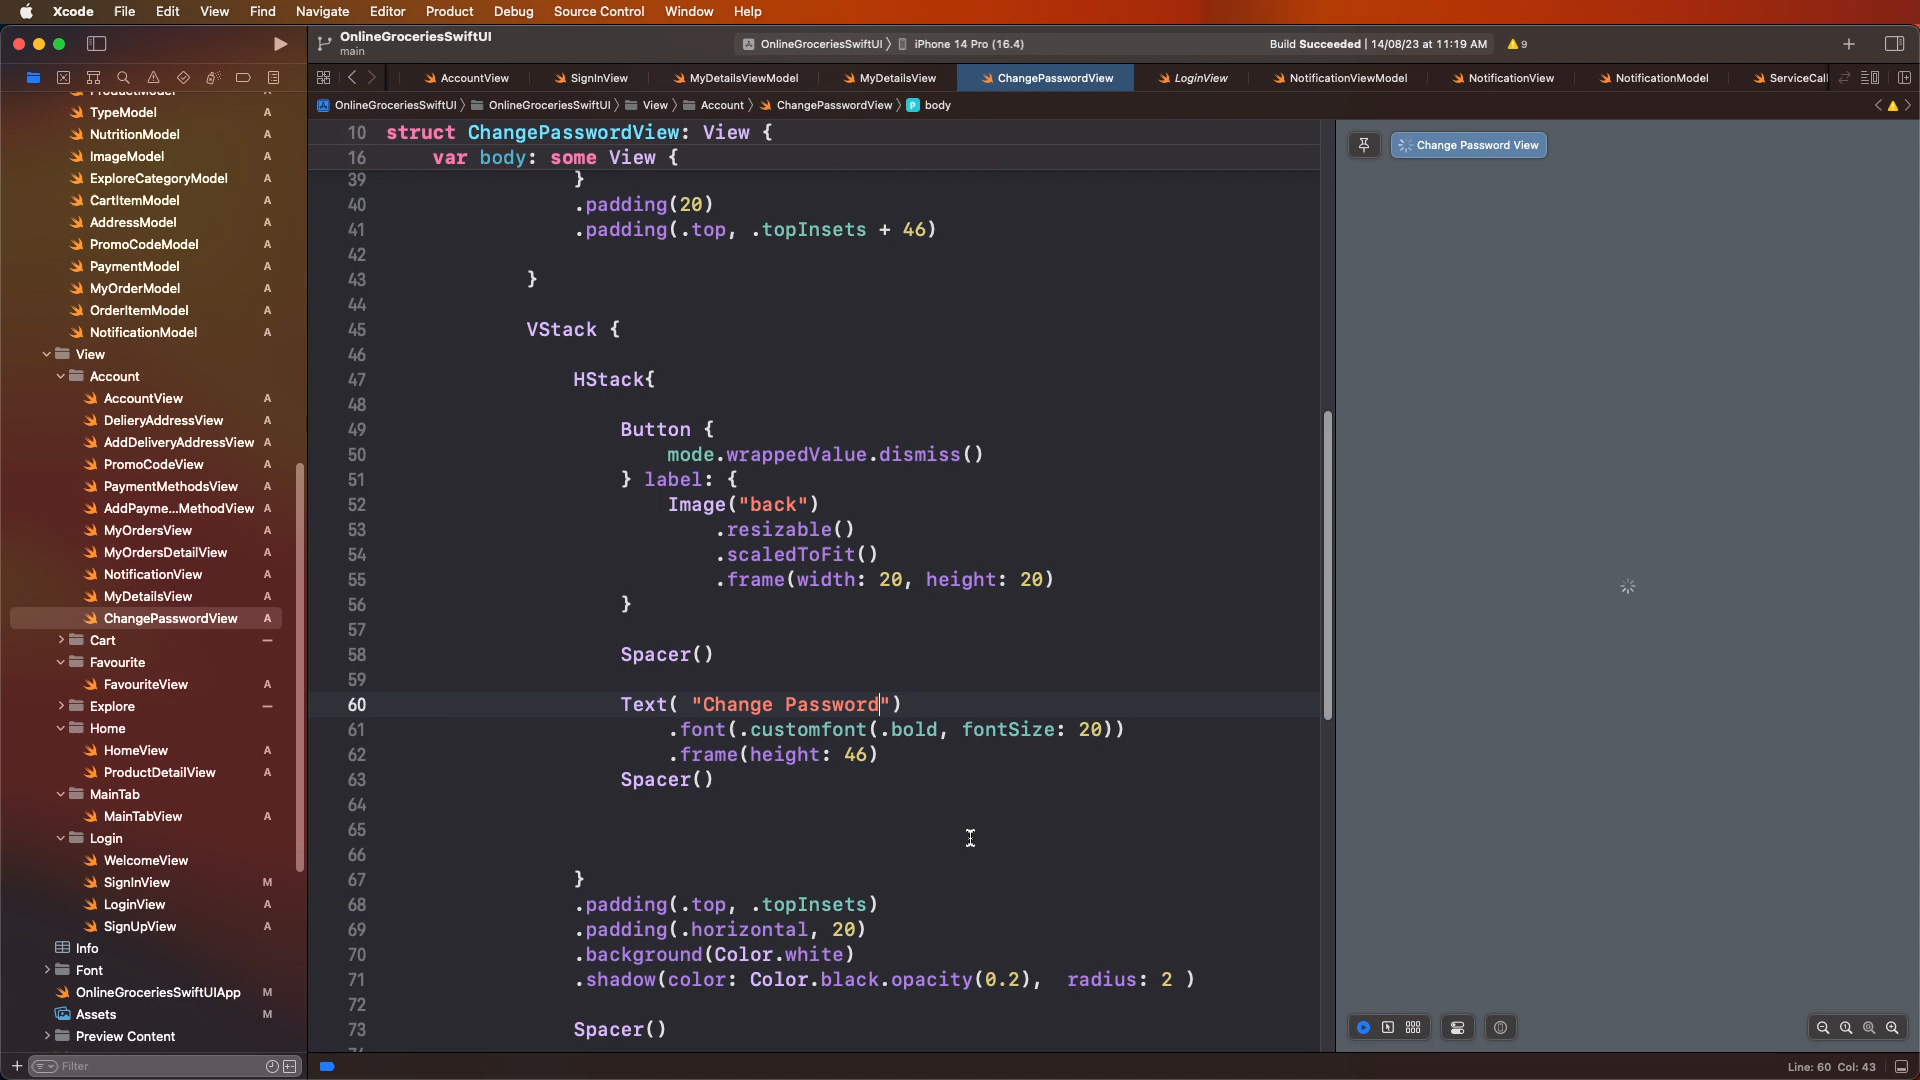 Xcode File Edit View Find Navigate Editor Product Debug Source Control Window Help
OnlineGroceriesSwiftUI
main
OnlineGroceriesSwiftUI 〉 iPhone 14 Pro (16.4)
Build Succeeded | 14/08/23 at 11:19 AM
9
AccountView SignInView MyDetailsViewModel MyDetailsView ChangePasswordView LoginView NotificationViewModel NotificationView NotificationModel ServiceCall
OnlineGroceriesSwiftUI 〉 OnlineGroceriesSwiftUI 〉 View 〉 Account 〉 ChangePasswordView 〉 P body
ProductModel
TypeModel A
NutritionModel A
ImageModel A
ExploreCategoryModel A
CartItemModel A
AddressModel A
PromoCodeModel A
PaymentModel A
MyOrderModel A
OrderItemModel A
NotificationModel A
View
Account
AccountView A
DelieryAddressView A
AddDeliveryAddressView A
PromoCodeView A
PaymentMethodsView A
AddPayme...MethodView A
MyOrdersView A
MyOrdersDetailView A
NotificationView A
MyDetailsView A
ChangePasswordView A
Cart
Favourite
FavouriteView A
Explore
Home
HomeView A
ProductDetailView A
MainTab
MainTabView A
Login
WelcomeView A
SignInView M
LoginView A
SignUpView A
Info
Font
OnlineGroceriesSwiftUIApp M
Assets M
Preview Content
Filter
10 struct ChangePasswordView: View {
16 var body: some View {
39 }
40 .padding(20)
41 .padding(.top, .topInsets + 46)
42
43 }
44
45 VStack {
46
47 HStack{
48
49 Button {
50 mode.wrappedValue.dismiss()
51 } label: {
52 Image("back")
53 .resizable()
54 .scaledToFit()
55 .frame(width: 20, height: 20)
56 }
57
58 Spacer()
59
60 Text( "Change Password")
61 .font(.customfont(.bold, fontSize: 20))
62 .frame(height: 46)
63 Spacer()
64
65
66
67 }
68 .padding(.top, .topInsets)
69 .padding(.horizontal, 20)
70 .background(Color.white)
71 .shadow(color: Color.black.opacity(0.2),  radius: 2 )
72
73 Spacer()
Change Password View
Line: 60 Col: 43